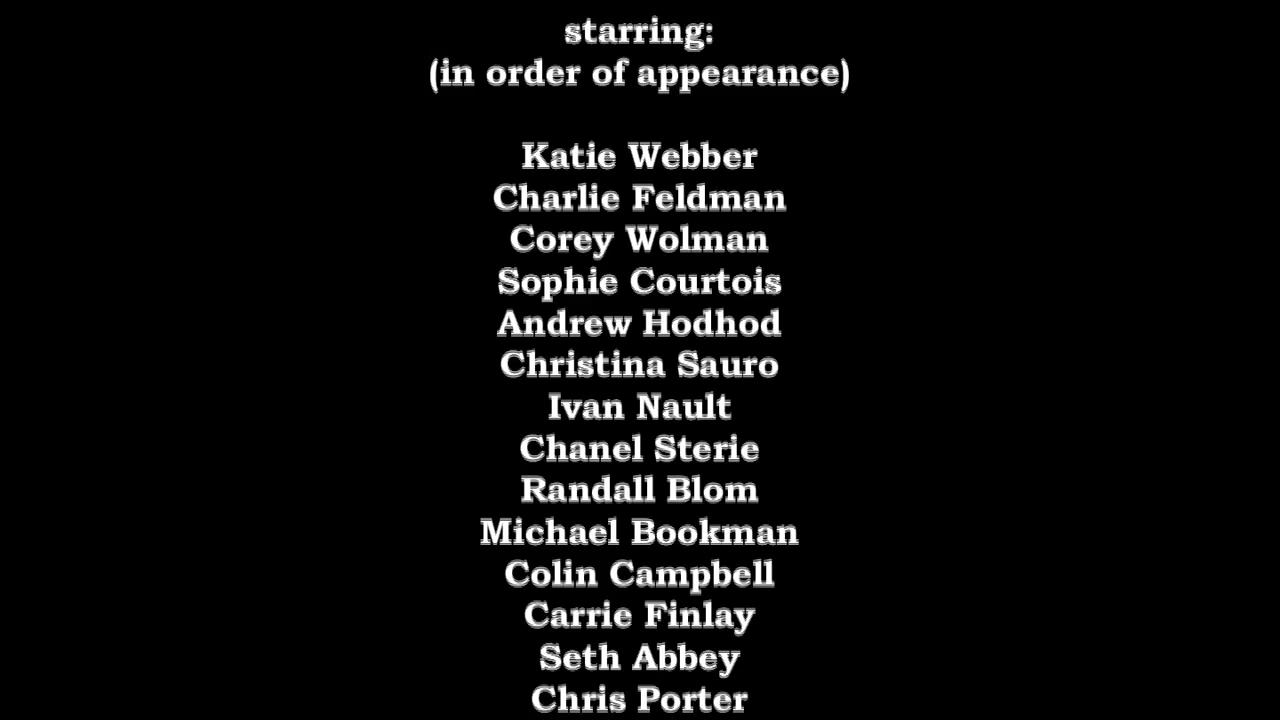 starring:
(in order of appearance)
Katie Webber
Charlie Feldman
Corey Wolman
Sophie Courtois
Andrew Hodhod
Christina Sauro
Ivan Nault
Chanel Sterie
Randall Blom
Michael Bookman
Colin Campbell
Carrie Finlay
Seth Abbey
Chris Porter